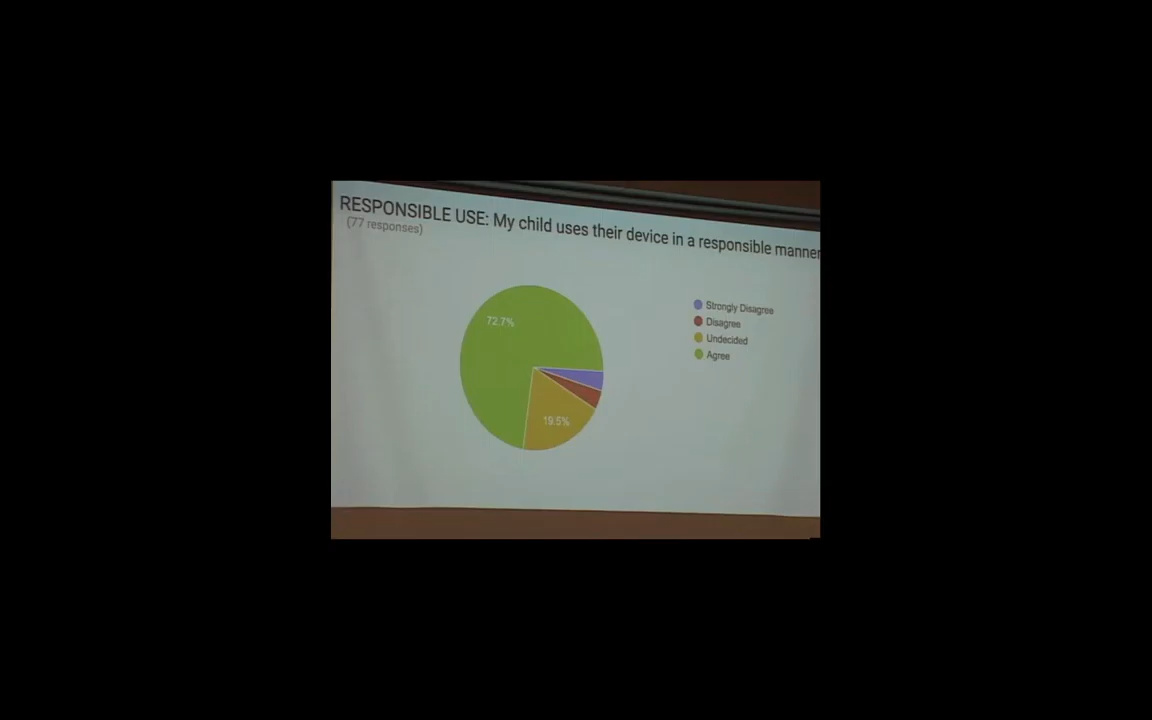 RESPONSIBLE USE: My child uses their device in a responsible manner
(77 responses)
72.7%
19.5%
Strongly Disagree
Disagree
Undecided
Agree